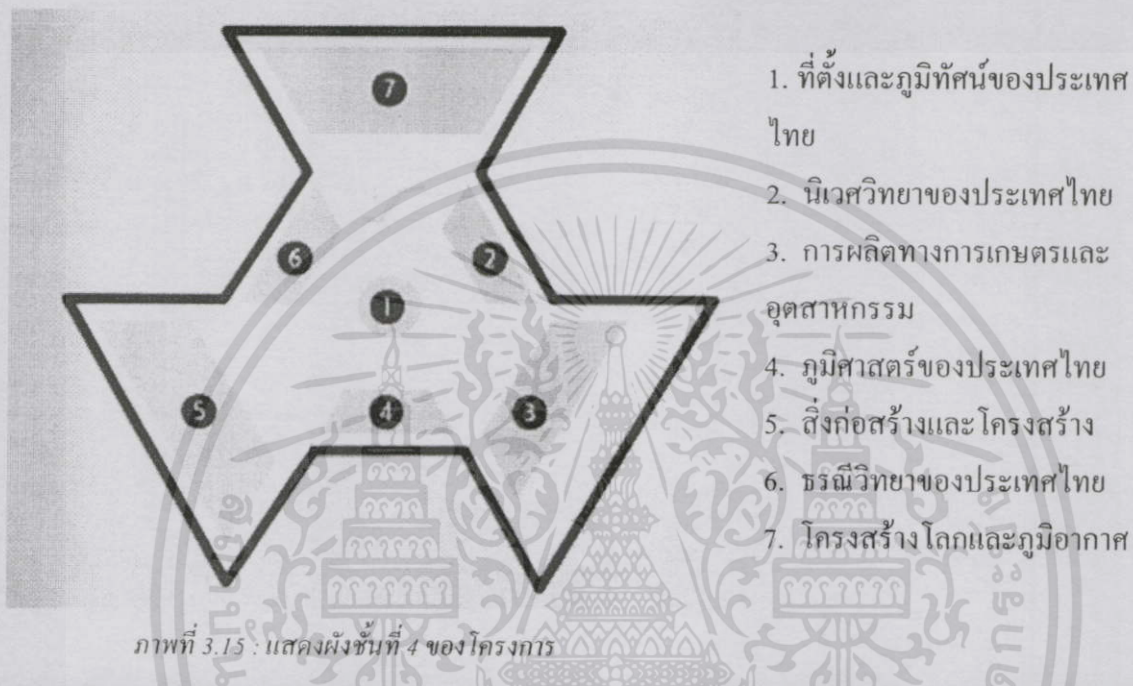 7
6
2
1
5
4
3
1. ที่ตั้งและภูมิทัศน์ของประเทศ
ไทย
2. นิเวศวิทยาของประเทศไทย
3. การผลิตทางการเกษตรและ
อุตสาหกรรม
4. ภูมิศาสตร์ของประเทศไทย
5. สิ่งก่อสร้างและโครงสร้าง
6. ธรณีวิทยาของประเทศไทย
7. โครงสร้างโลกและภูมิอากาศ
ภาพที่ 3.15 : แสดงผังชั้นที่ 4 ของโครงการ